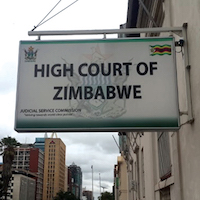 HIGH COURT OF
ZIMBABWE
JUDICIAL SERVICE COMMISSION